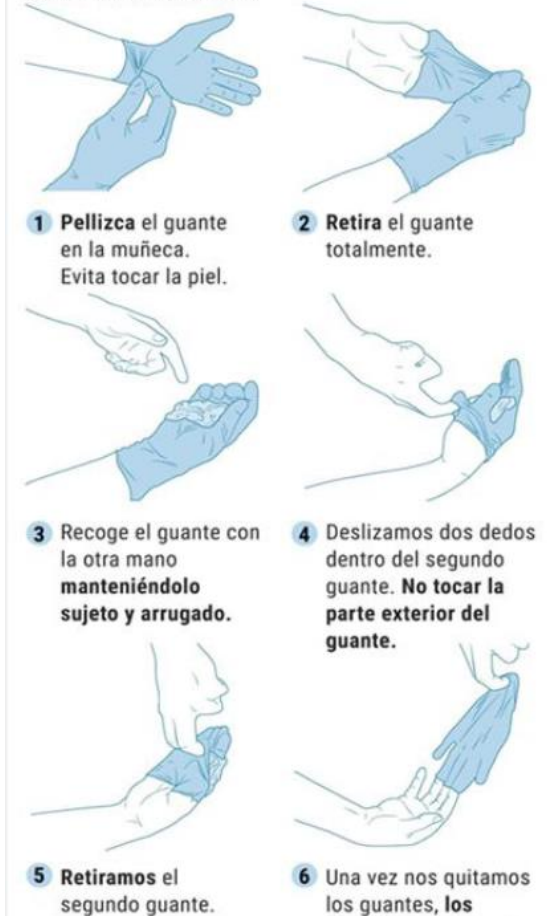 1 Pellizca el guante
en la muñeca.
Evita tocar la piel.
2 Retira el guante
totalmente.
3 Recoge el guante con
la otra mano
manteniéndolo
sujeto y arrugado.
4 Deslizamos dos dedos
dentro del segundo
guante. No tocar la
parte exterior del
guante.
5 Retiramos el
segundo guante.
6 Una vez nos quitamos
los guantes, los